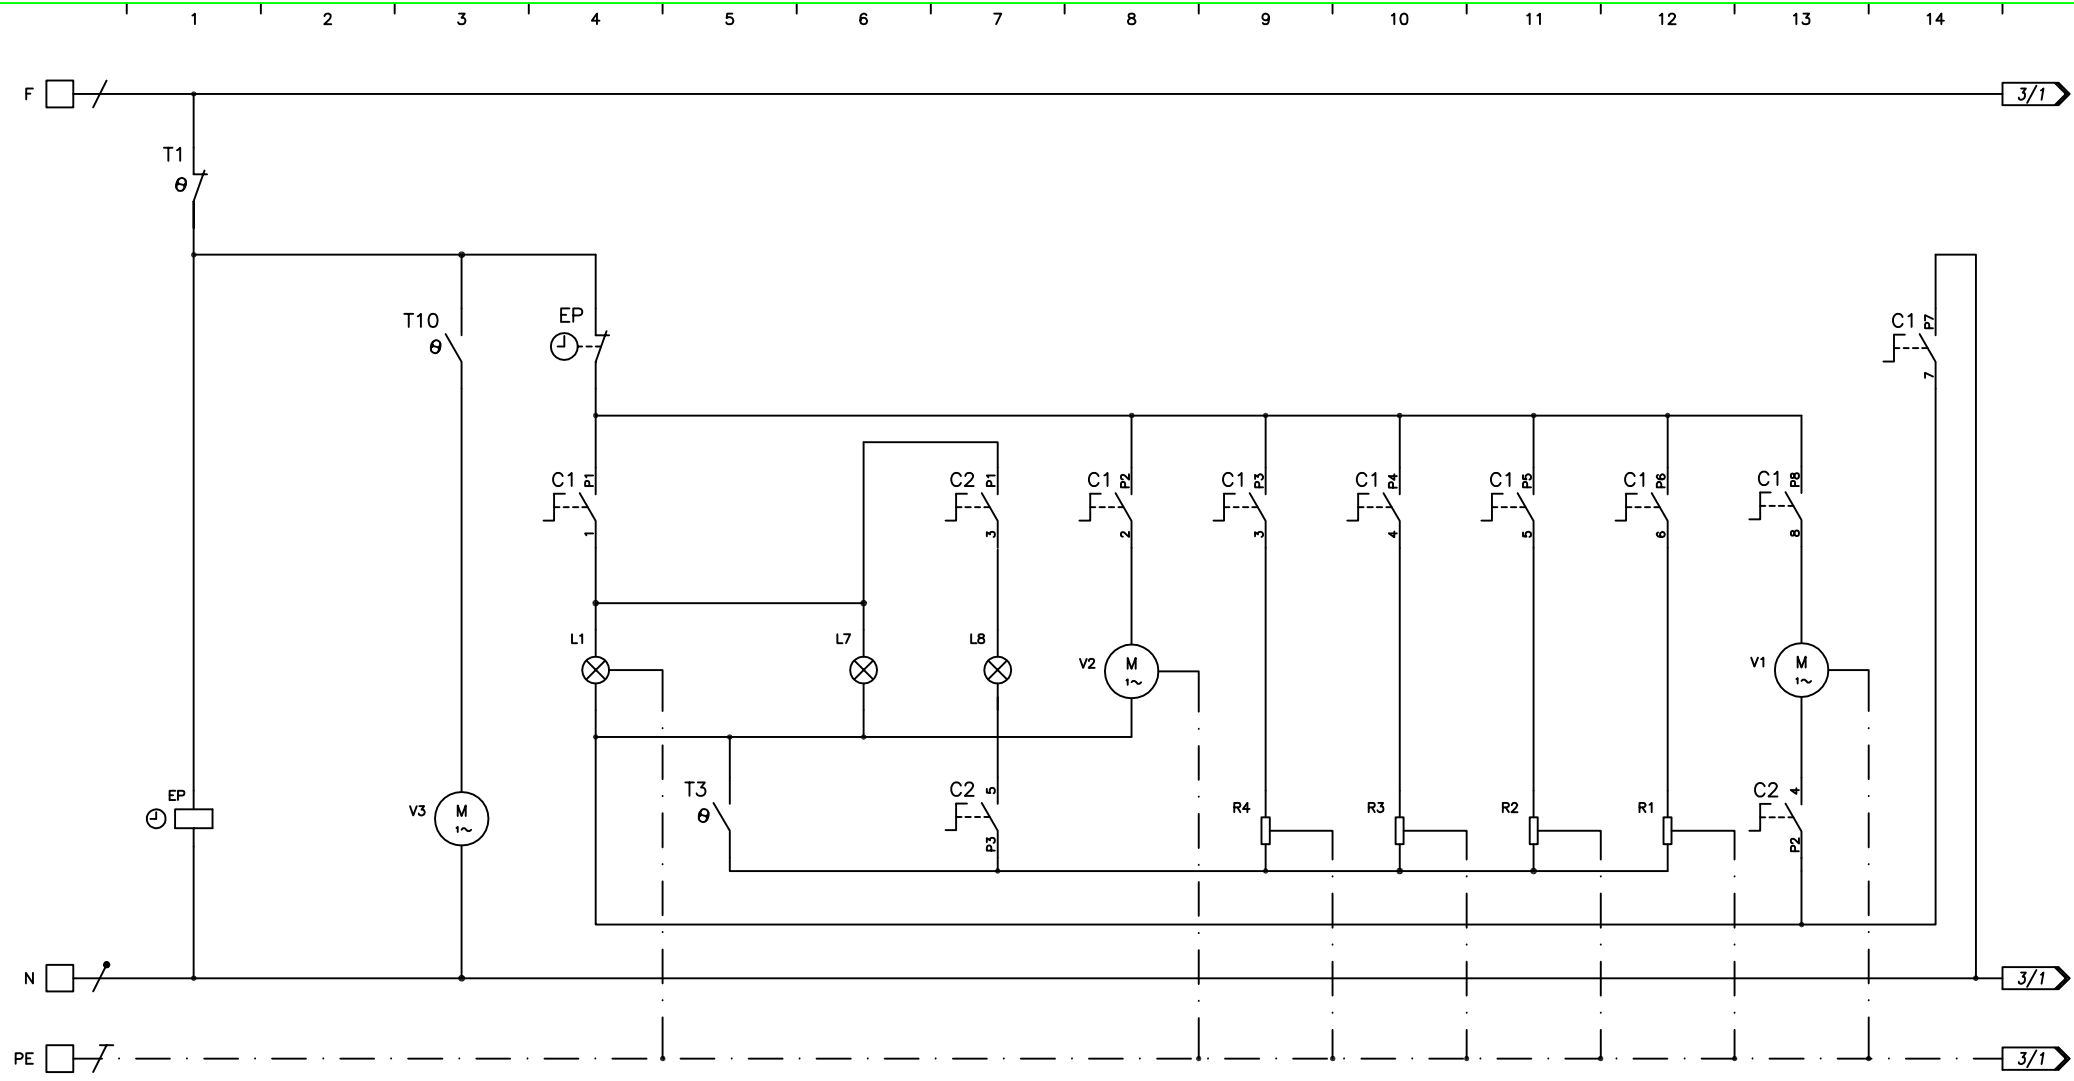 1 2 3 4 5 6 7 8 9 10 11 12 13 14
F 3/1
T1
θ
T10 EP C1 P7
θ
7
C1 P1 C2 P1 C1 P2 C1 P3 C1 P4 C1 P5 C1 P6 C1 P8
1 3 2 3 4 5 6 8
L1 L7 L8 V2 M 1~ V1 M 1~
EP V3 M 1~ T3 θ C2 5 P3 R4 R3 R2 R1 C2 4 P2
N 3/1
PE 3/1